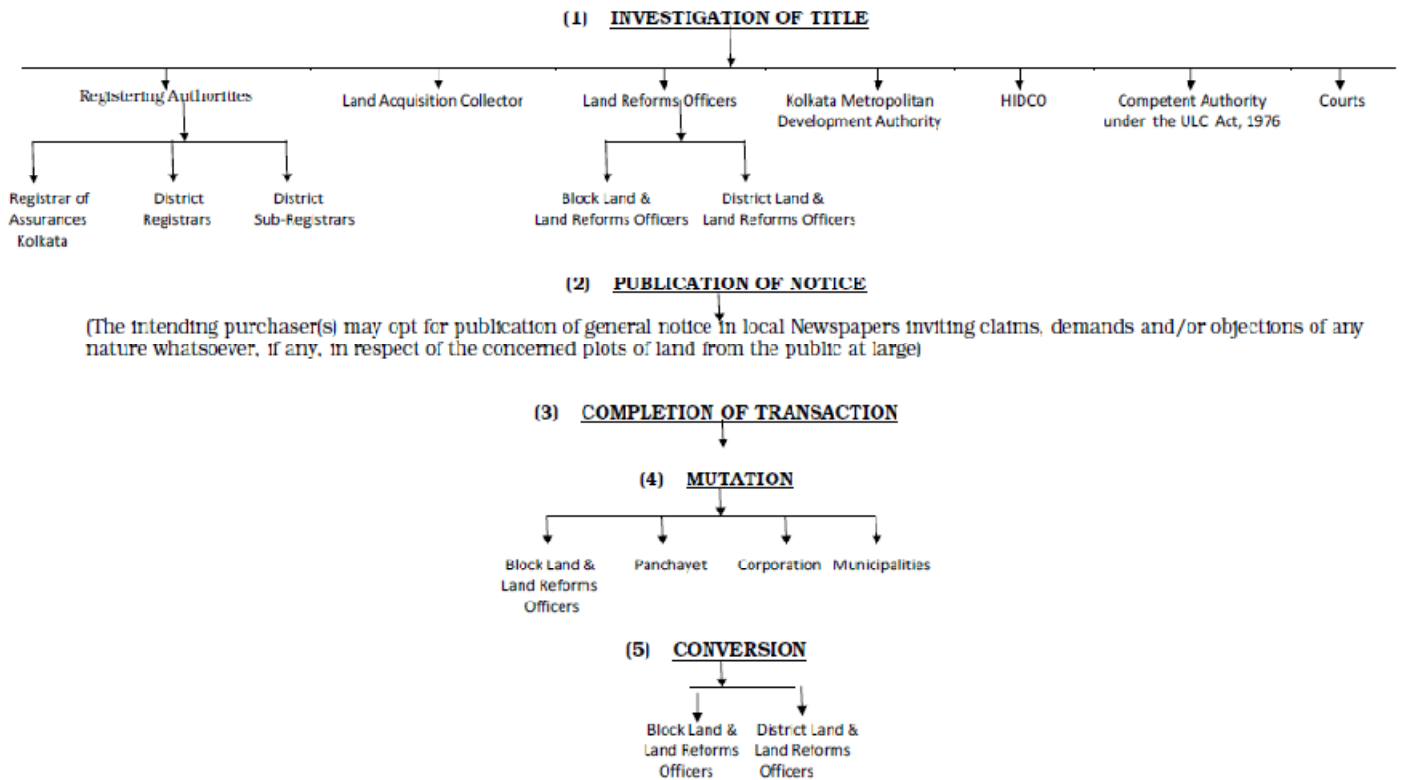 (1) INVESTIGATION OF TITLE
Registering Authorities
Land Acquisition Collector
Land Reforms Officers
Kolkata Metropolitan
Development Authority
HIDCO
Competent Authority
under the ULC Act, 1976
Courts
Registrar of
Assurances
Kolkata
District
Registrars
District
Sub-Registrars
Block Land &
Land Reforms Officers
District Land &
Land Reforms Officers
(2) PUBLICATION OF NOTICE
(The intending purchaser(s) may opt for publication of general notice in local Newspapers inviting claims, demands and/or objections of any
nature whatsoever, if any, in respect of the concerned plots of land from the public at large)
(3) COMPLETION OF TRANSACTION
(4) MUTATION
Block Land &
Land Reforms
Officers
Panchayet
Corporation
Municipalities
(5) CONVERSION
Block Land &
Land Reforms
Officers
District Land &
Land Reforms
Officers